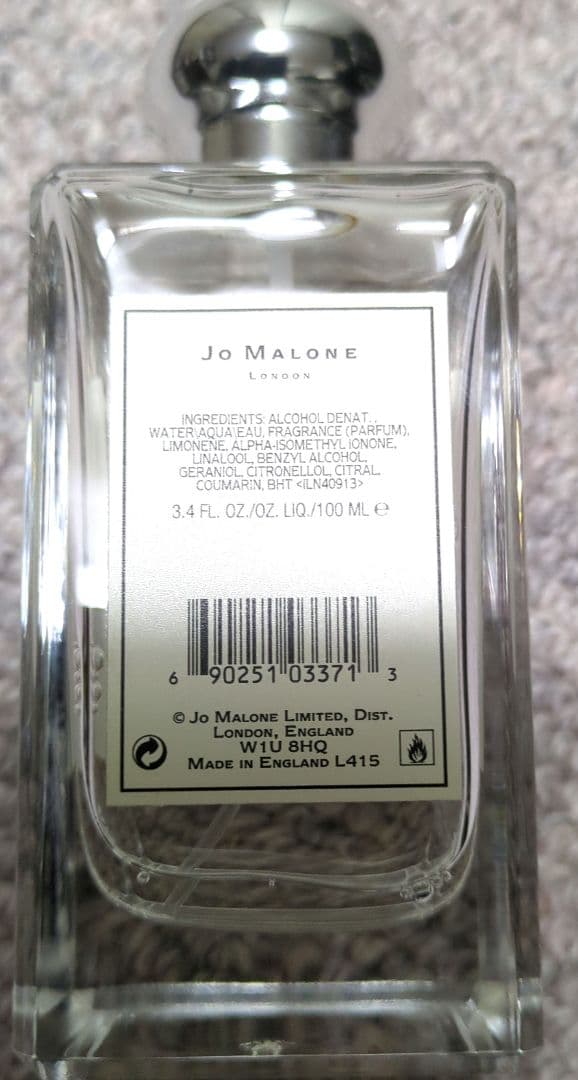 JO MALONE
LONDON
INGREDIENTS: ALCOHOL DENAT. ,
WATER\AQUA\EAU, FRAGRANCE (PARFUM),
LIMONENE, ALPHA-ISOMETHYL IONONE,
LINALOOL, BENZYL ALCOHOL,
GERANIOL, CITRONELLOL, CITRAL,
COUMARIN, BHT <ILN40913>
3.4 FL. OZ./OZ. LIQ./100 ML ℮
6 90251 03371 3
© JO MALONE LIMITED, DIST.
LONDON, ENGLAND
W1U 8HQ
MADE IN ENGLAND L415